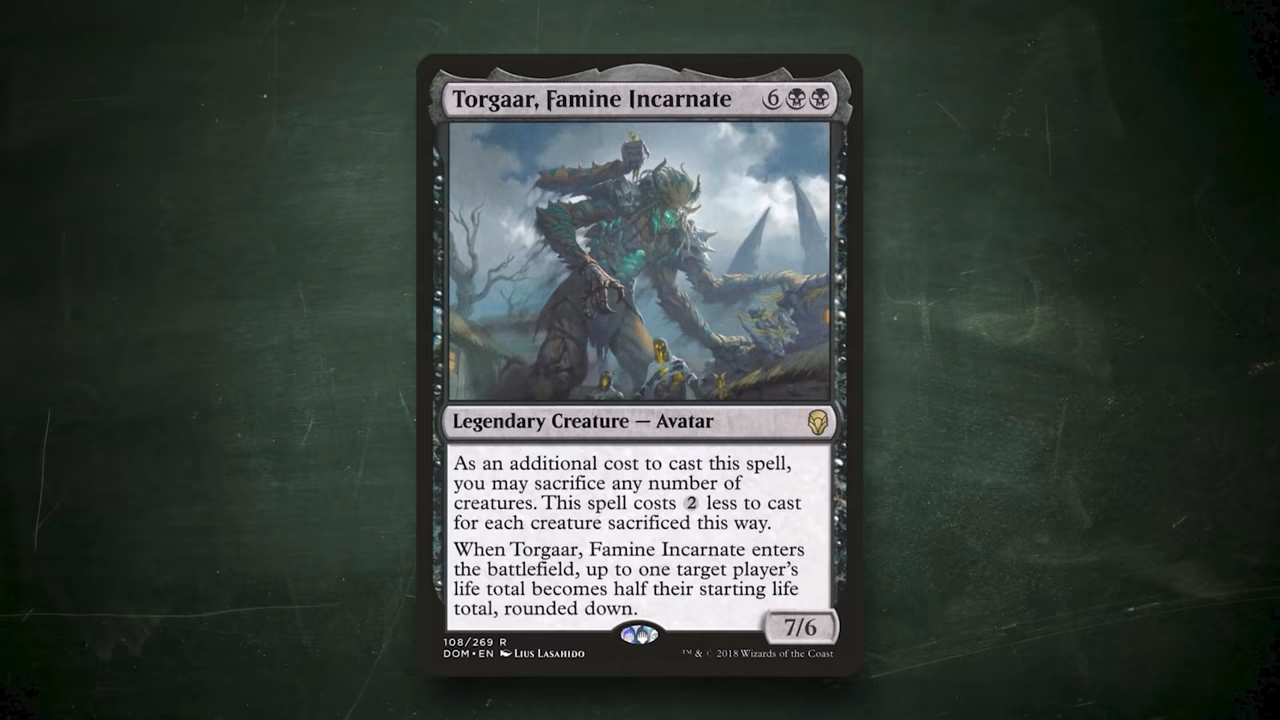 Torgaar, Famine Incarnate 6
Legendary Creature — Avatar
As an additional cost to cast this spell,
you may sacrifice any number of
creatures. This spell costs 2 less to cast
for each creature sacrificed this way.
When Torgaar, Famine Incarnate enters
the battlefield, up to one target player's
life total becomes half their starting life
total, rounded down.
7/6
108/269 R
DOM • EN Lius Lasahido
™ & © 2018 Wizards of the Coast